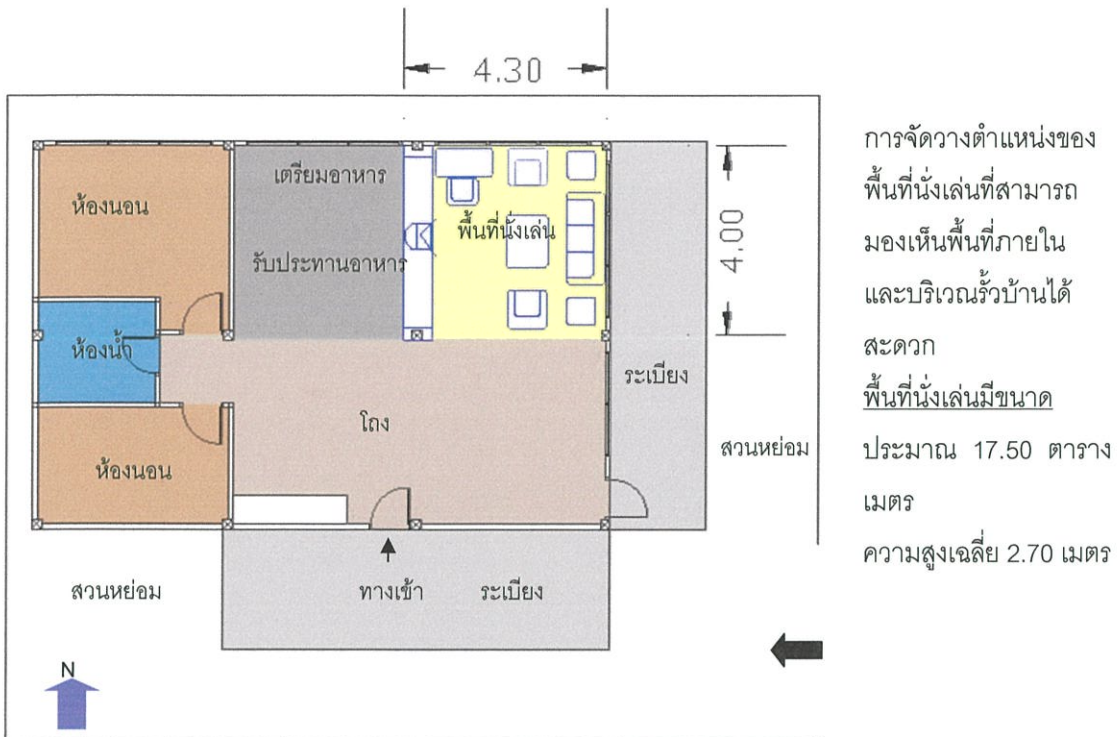 4.30
เตรียมอาหาร
ห้องนอน
พื้นที่นั่งเล่น
รับประทานอาหาร
4.00
ห้องน้ำ
ระเบียง
โถง
สวนหย่อม
ห้องนอน
สวนหย่อม
ทางเข้า
ระเบียง
N
การจัดวางตำแหน่งของ
พื้นที่นั่งเล่นที่สามารถ
มองเห็นพื้นที่ภายใน
และบริเวณรั้วบ้านได้
สะดวก
พื้นที่นั่งเล่นมีขนาด
ประมาณ 17.50 ตาราง
เมตร
ความสูงเฉลี่ย 2.70 เมตร